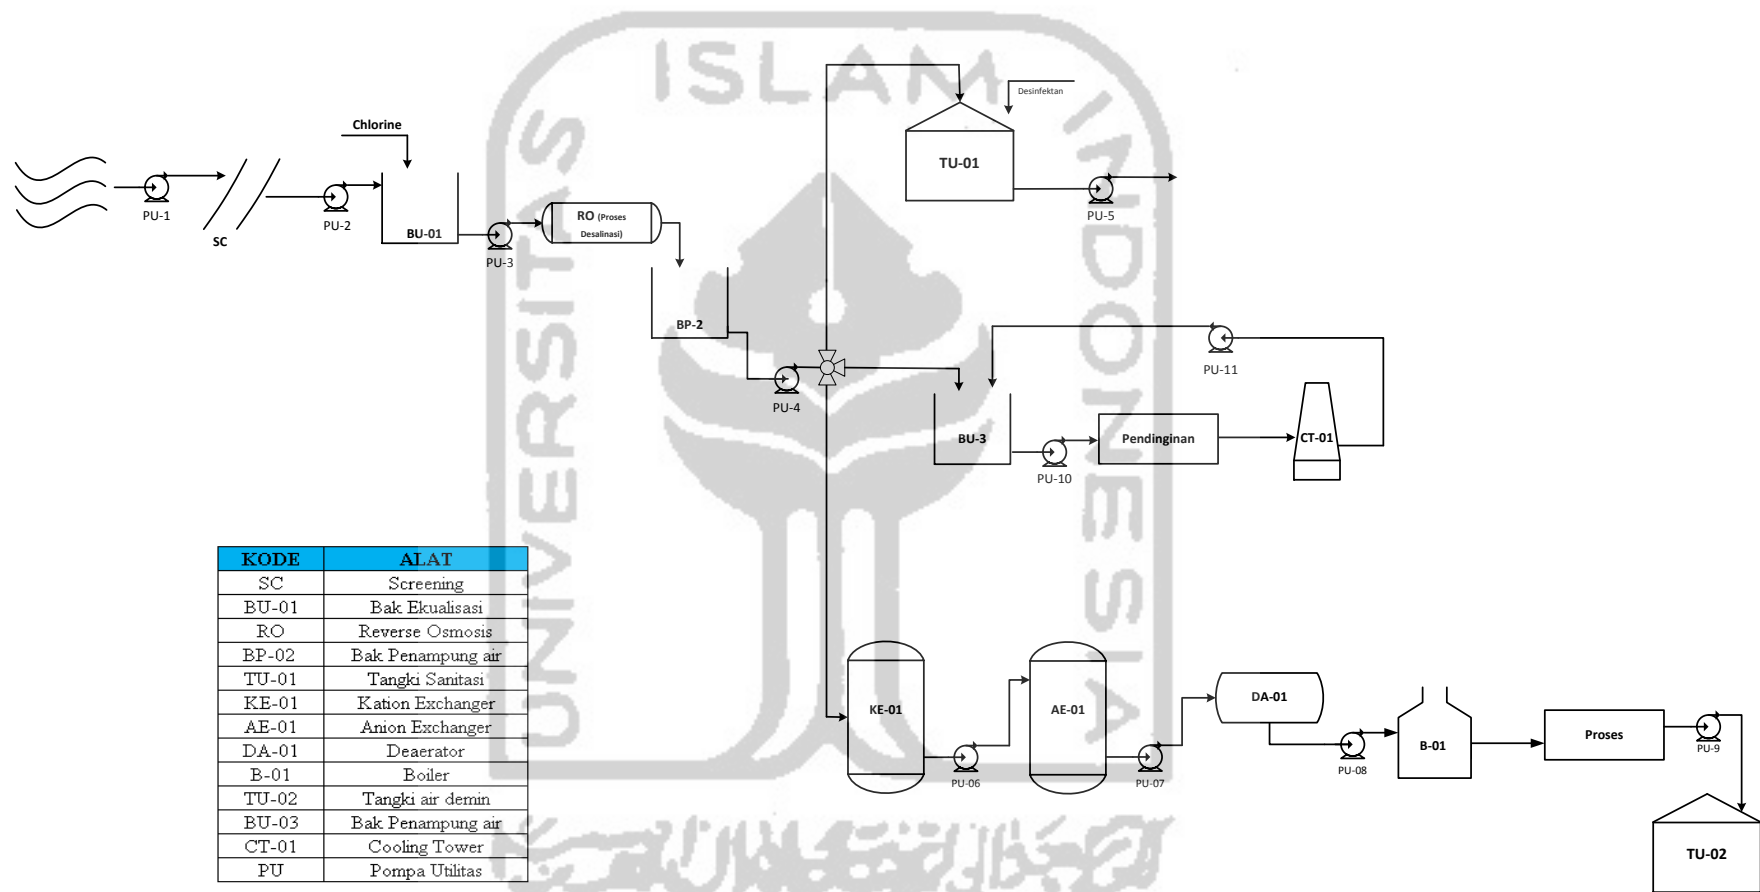 UNIVERSITAS ISLAM INDONESIA
Desinfektan
Chlorine
TU-01
PU-1
SC
PU-2
BU-01
PU-3
RO (Proses
Desalinasi)
PU-5
BP-2
PU-4
PU-11
BU-3
PU-10
Pendinginan
CT-01
KODE ALAT
SC Screening
BU-01 Bak Ekualisasi
RO Reverse Osmosis
BP-02 Bak Penampung air
TU-01 Tangki Sanitasi
KE-01 Kation Exchanger
AE-01 Anion Exchanger
DA-01 Deaerator
B-01 Boiler
TU-02 Tangki air demin
BU-03 Bak Penampung air
CT-01 Cooling Tower
PU Pompa Utilitas
KE-01
PU-06
AE-01
PU-07
DA-01
PU-08
B-01
Proses
PU-9
TU-02